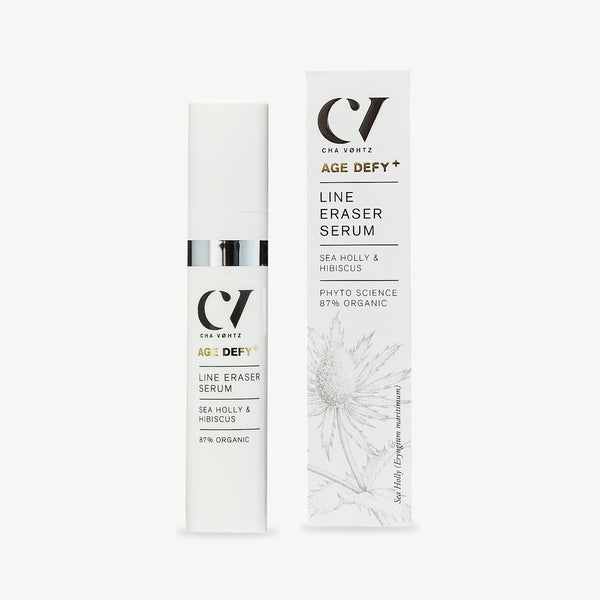 CV
CHA VØHTZ
AGE DEFY+
LINE ERASER
SERUM
SEA HOLLY &
HIBISCUS
87% ORGANIC
CV
CHA VØHTZ
AGE DEFY+
LINE
ERASER
SERUM
SEA HOLLY &
HIBISCUS
PHYTO SCIENCE
87% ORGANIC
Sea Holly (Eryngium maritimum)